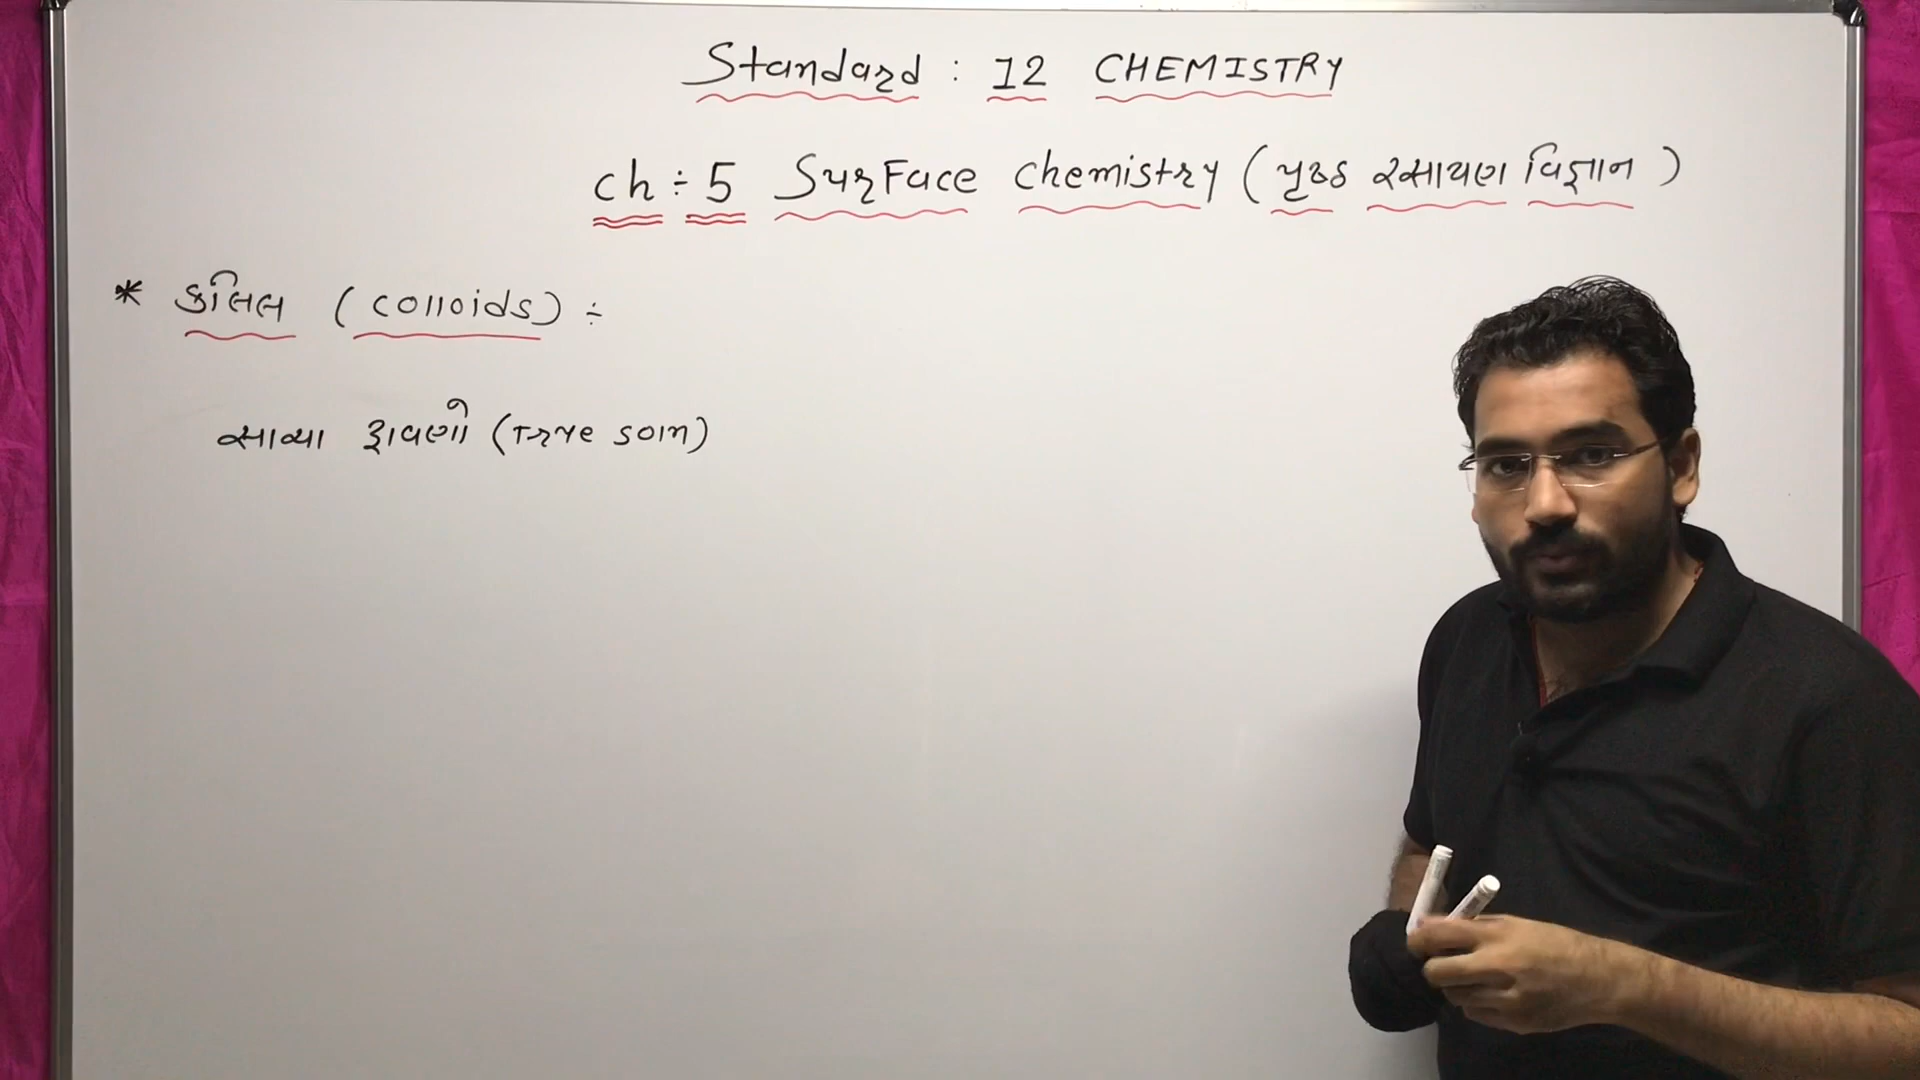 Standard : 12 CHEMISTRY
ch ÷ 5 Surface chemistry (પૃષ્ઠ રસાયણ વિજ્ઞાન)
* કલિલ (colloids) ÷
સાચા દ્રાવણો (True soln)